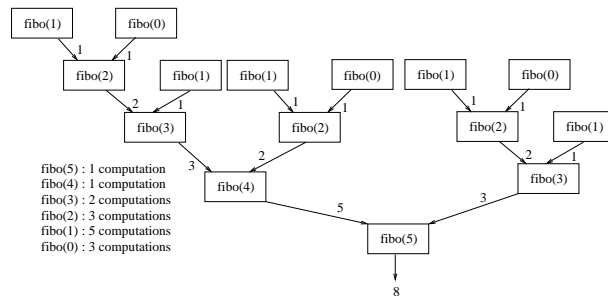 fibo(1) fibo(0)
1 1
fibo(2) fibo(1) fibo(1) fibo(0) fibo(1) fibo(0)
2 1 1 1 1 1
fibo(3) fibo(2) fibo(2) fibo(1)
3 2 2 1
fibo(4) fibo(3)
5 3
fibo(5)
8
fibo(5) : 1 computation
fibo(4) : 1 computation
fibo(3) : 2 computations
fibo(2) : 3 computations
fibo(1) : 5 computations
fibo(0) : 3 computations